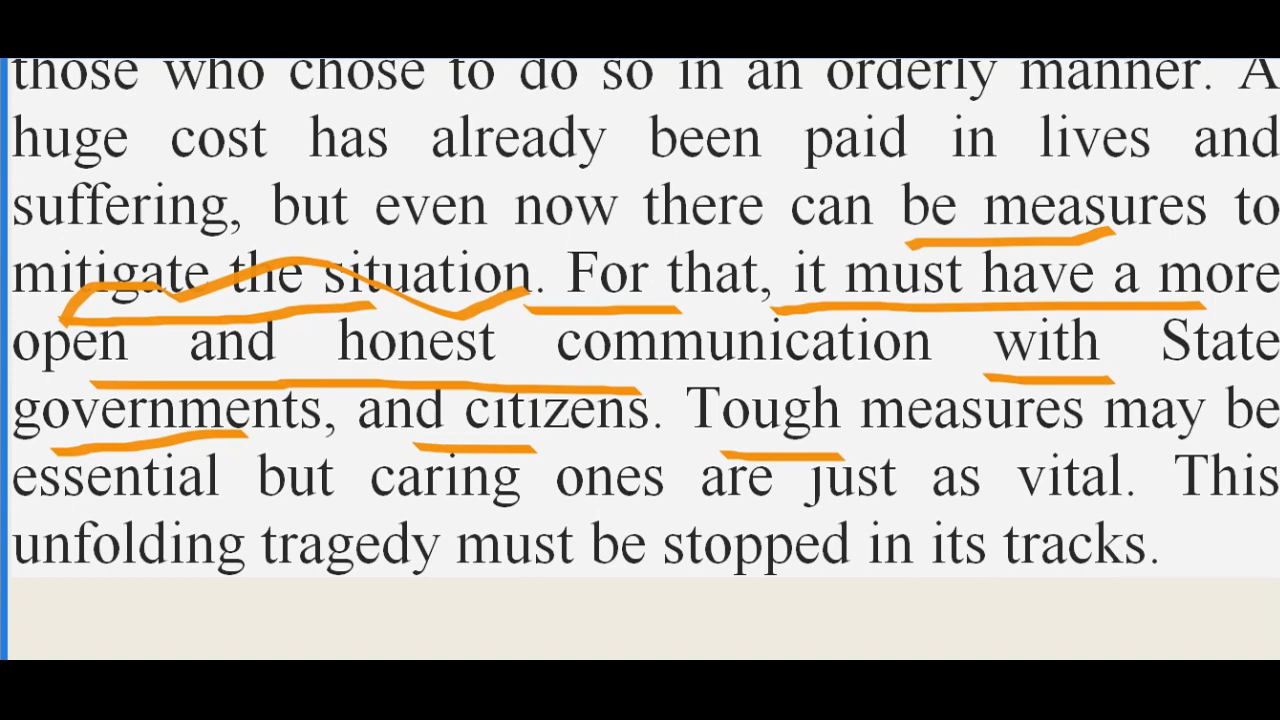 those who chose to do so in an orderly manner. A
huge cost has already been paid in lives and
suffering, but even now there can be measures to
mitigate the situation. For that, it must have a more
open and honest communication with State
governments, and citizens. Tough measures may be
essential but caring ones are just as vital. This
unfolding tragedy must be stopped in its tracks.